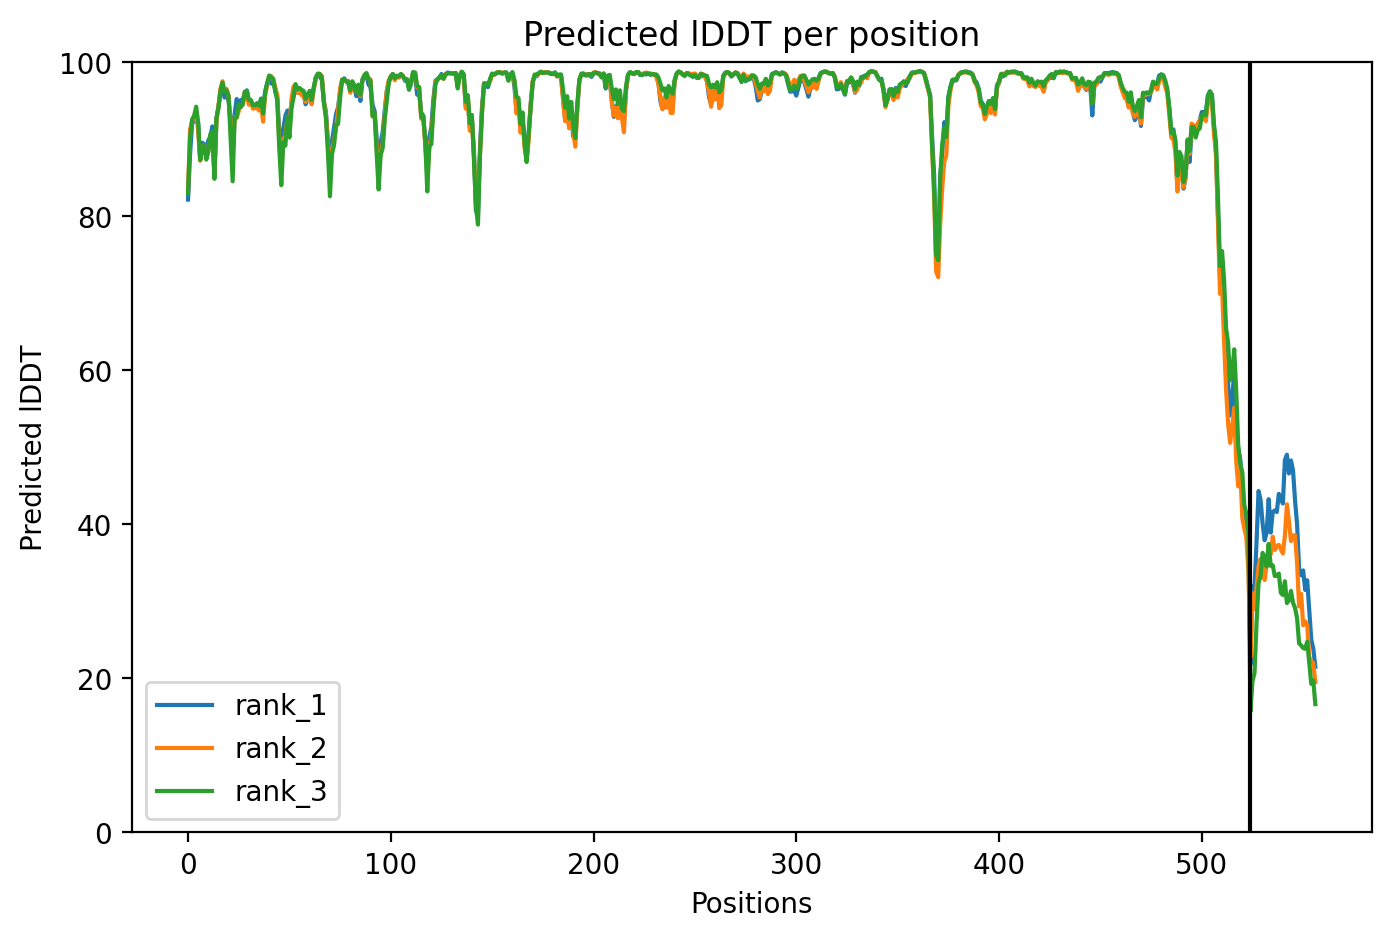 Predicted lDDT per position
Predicted lDDT
100
80
60
40
20
0
rank_1
rank_2
rank_3
0 100 200 300 400 500
Positions